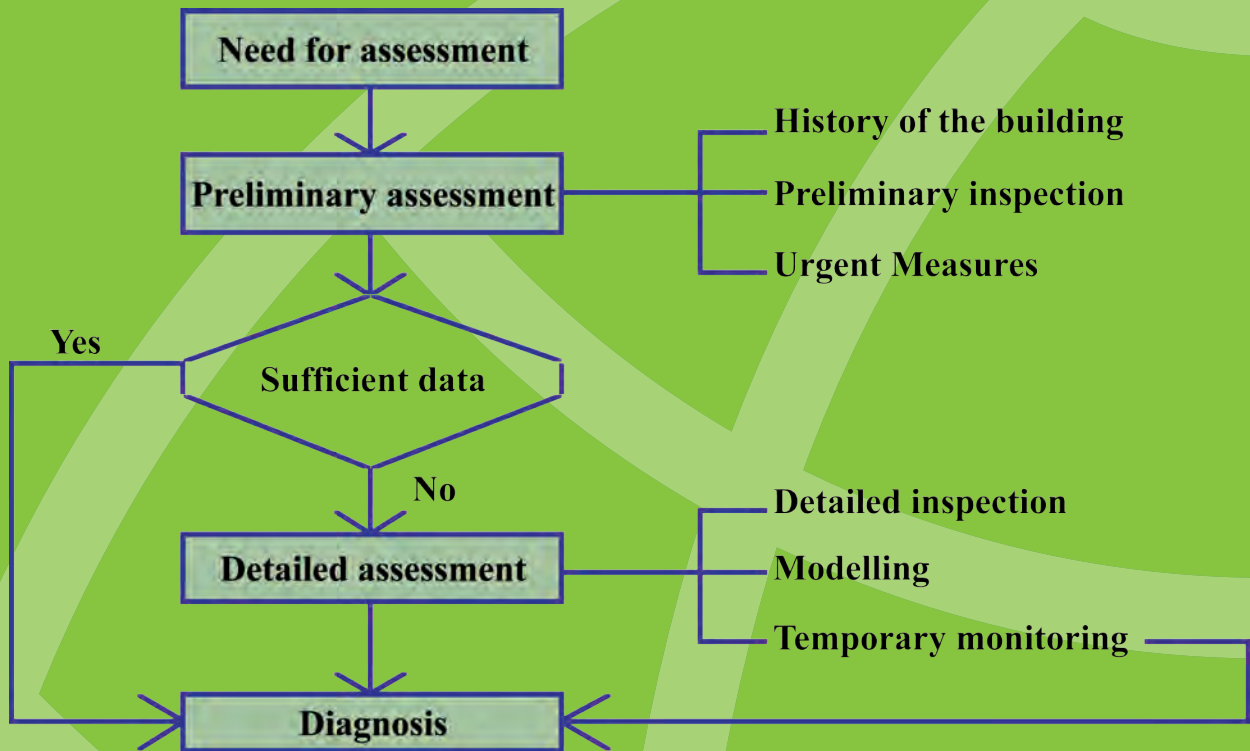 Need for assessment
Preliminary assessment
History of the building
Preliminary inspection
Urgent Measures
Yes
Sufficient data
No
Detailed assessment
Detailed inspection
Modelling
Temporary monitoring
Diagnosis